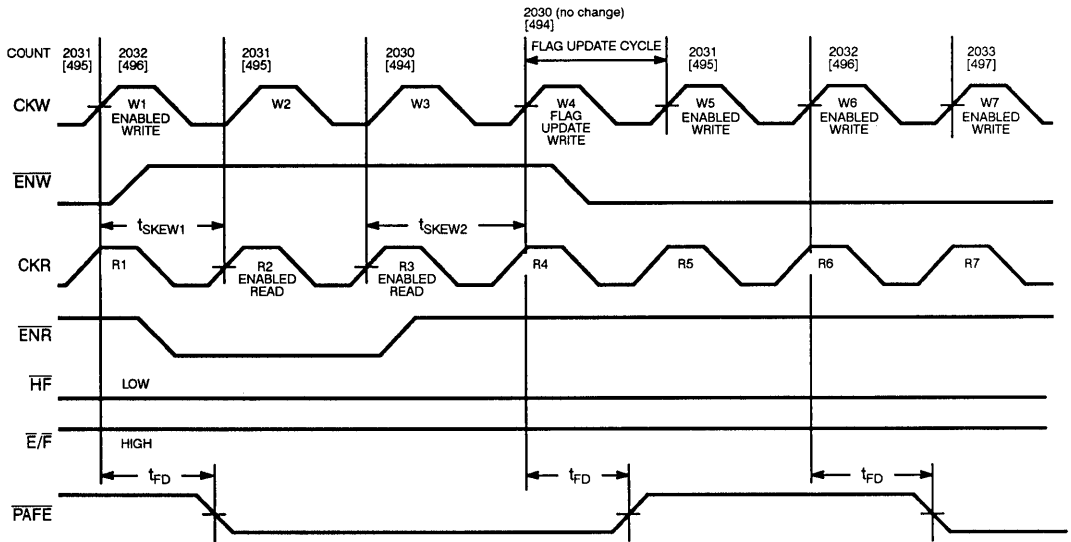 2030 (no change)
[494]
COUNT 2031 2032 2031 2030 FLAG UPDATE CYCLE 2031 2032 2033
[495] [496] [495] [494] [495] [496] [497]
CKW W1 W2 W3 W4 W5 W6 W7
ENABLED WRITE FLAG UPDATE WRITE ENABLED WRITE ENABLED WRITE ENABLED WRITE
ENW
tSKEW1 tSKEW2
CKR R1 R2 R3 R4 R5 R6 R7
ENABLED READ ENABLED READ
ENR
HF LOW
E/F HIGH
tFD tFD tFD
PAFE